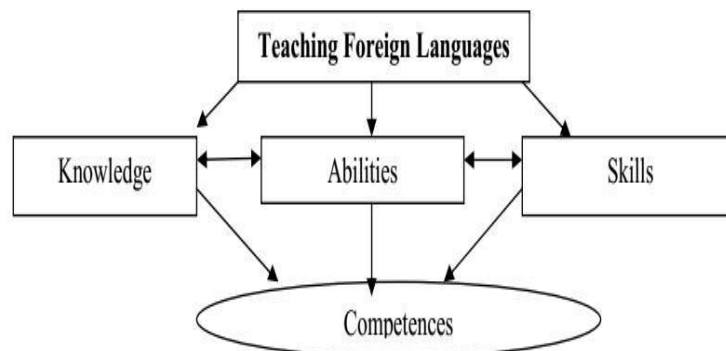 Teaching Foreign Languages
Knowledge
Abilities
Skills
Competences